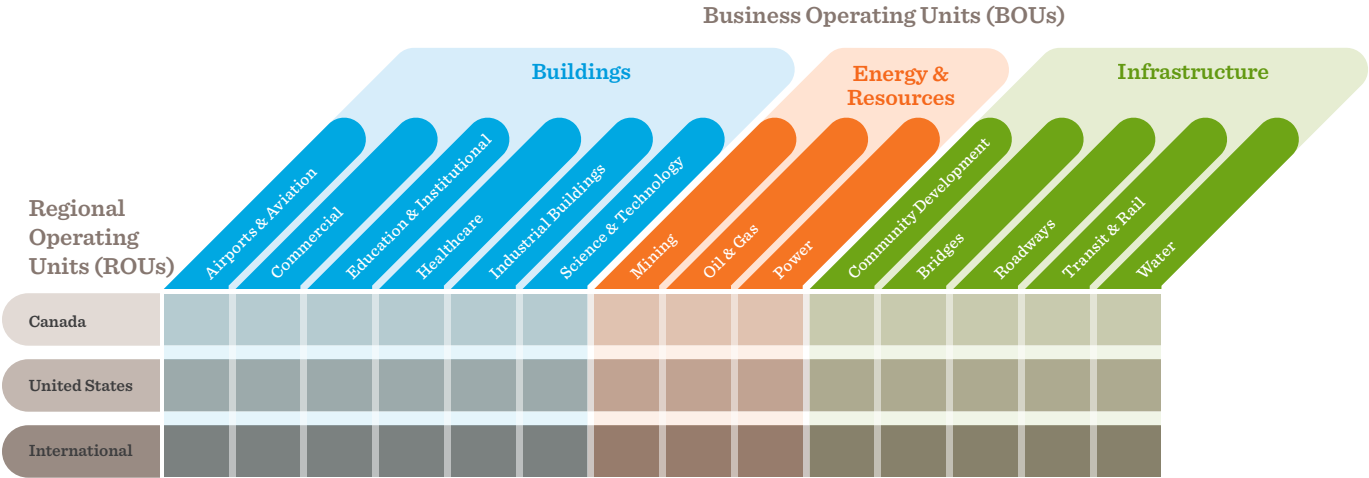 Business Operating Units (BOUs)
Buildings
Energy &
Resources
Infrastructure
Airports & Aviation
Commercial
Education & Institutional
Healthcare
Industrial Buildings
Science & Technology
Mining
Oil & Gas
Power
Community Development
Bridges
Roadways
Transit & Rail
Water
Regional
Operating
Units (ROUs)
Canada
United States
International